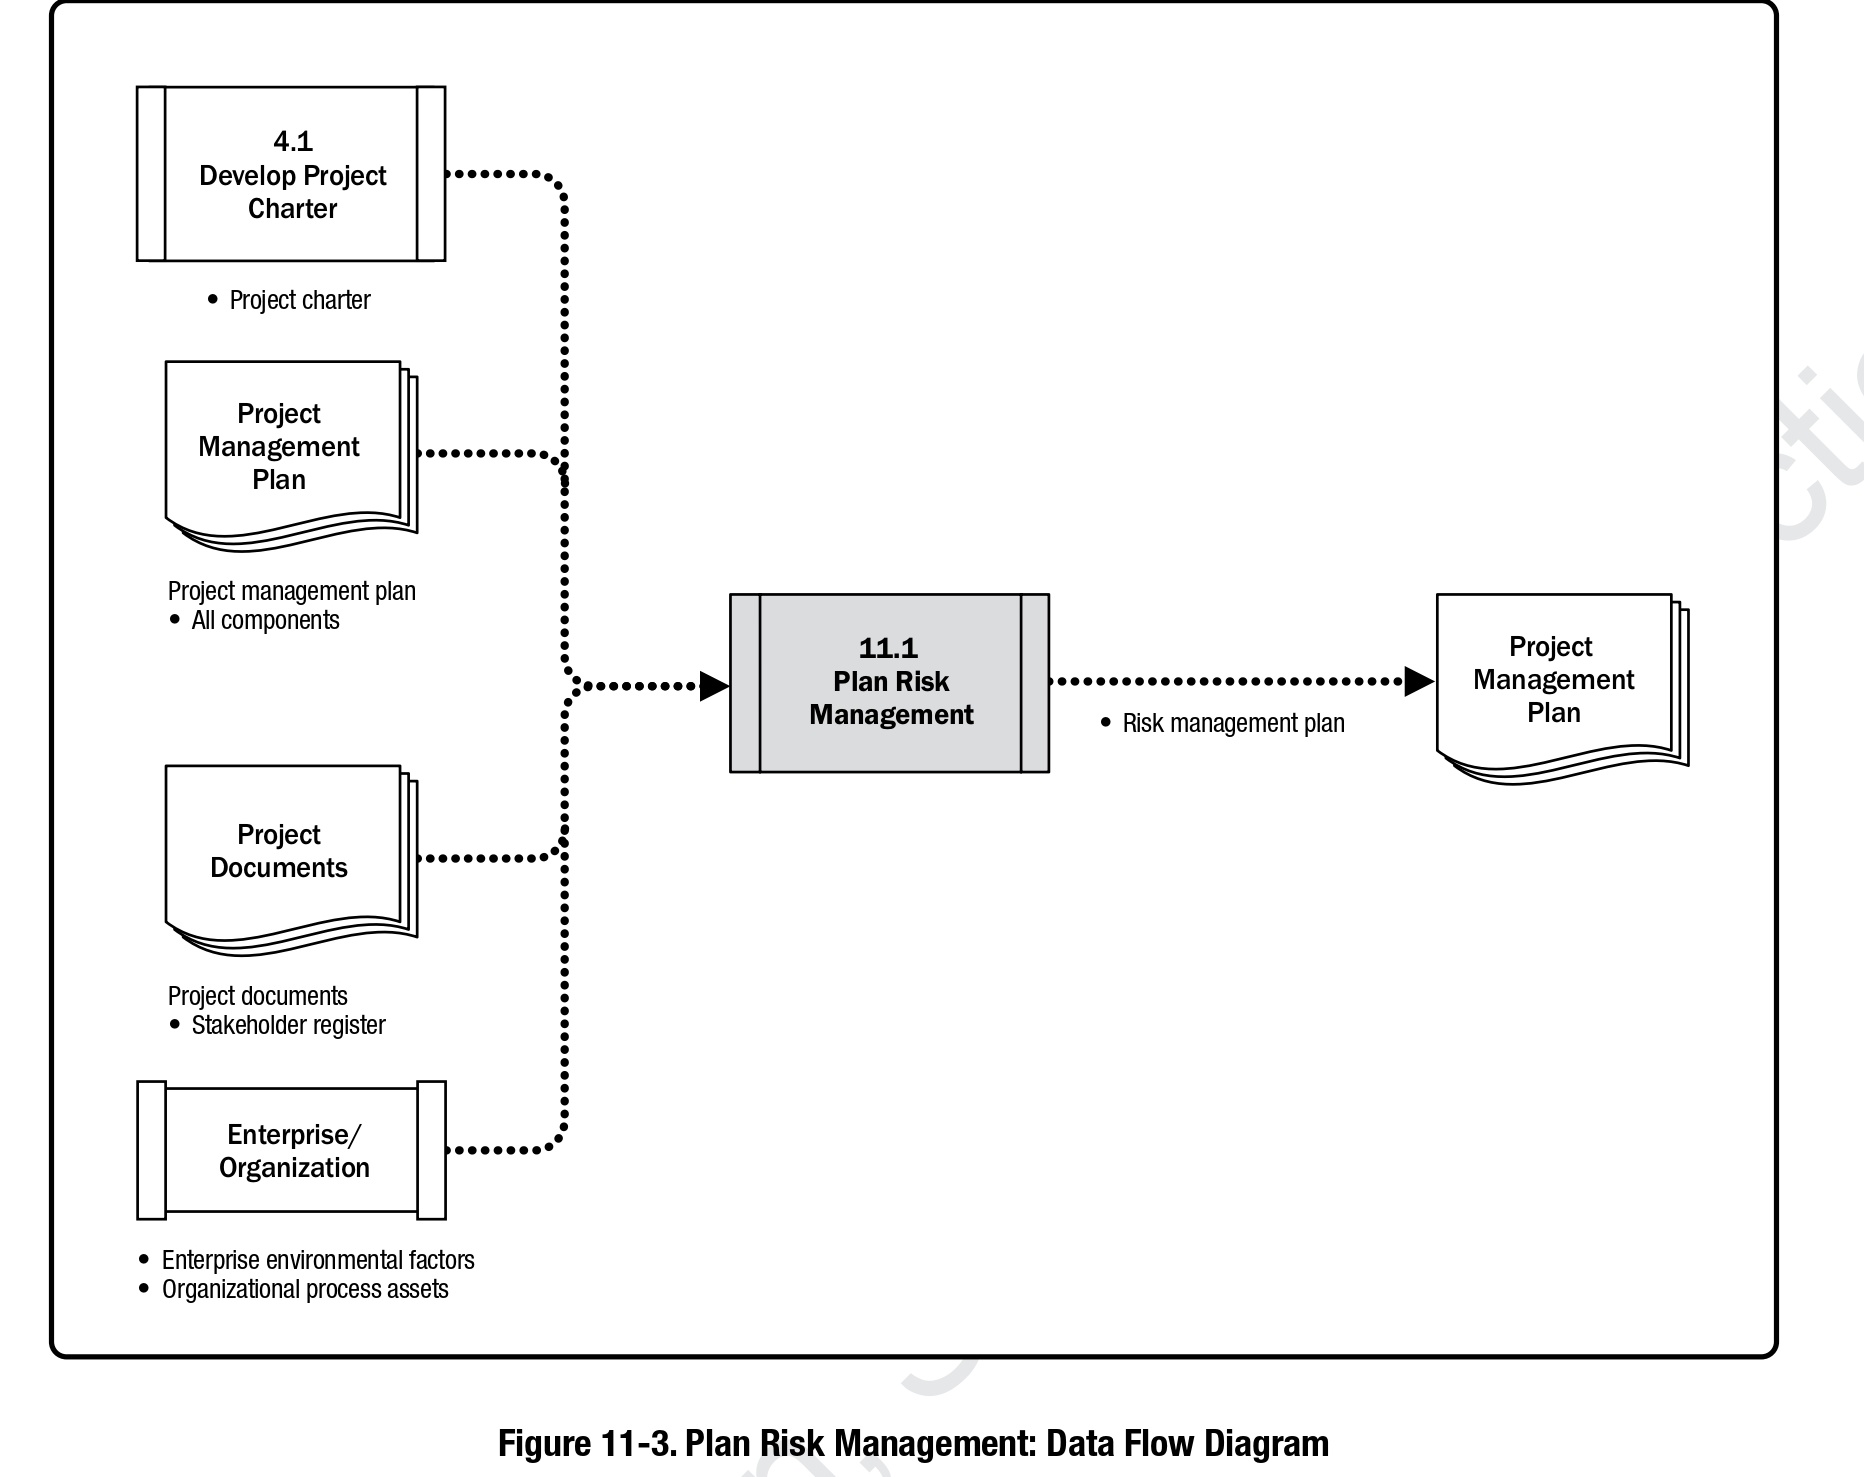 4.1
Develop Project
Charter
• Project charter
Project
Management
Plan
Project management plan
• All components
Project
Documents
Project documents
• Stakeholder register
Enterprise/
Organization
• Enterprise environmental factors
• Organizational process assets
11.1
Plan Risk
Management
• Risk management plan
Project
Management
Plan
Figure 11-3. Plan Risk Management: Data Flow Diagram